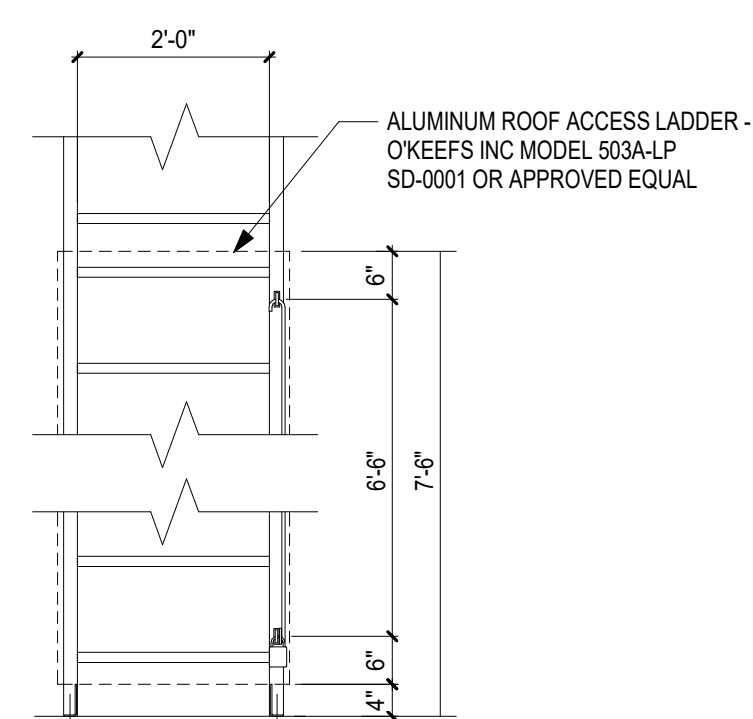 2'-0"
ALUMINUM ROOF ACCESS LADDER -
O'KEEFS INC MODEL 503A-LP
SD-0001 OR APPROVED EQUAL
6"
6'-6"
7'-6"
6"
4"